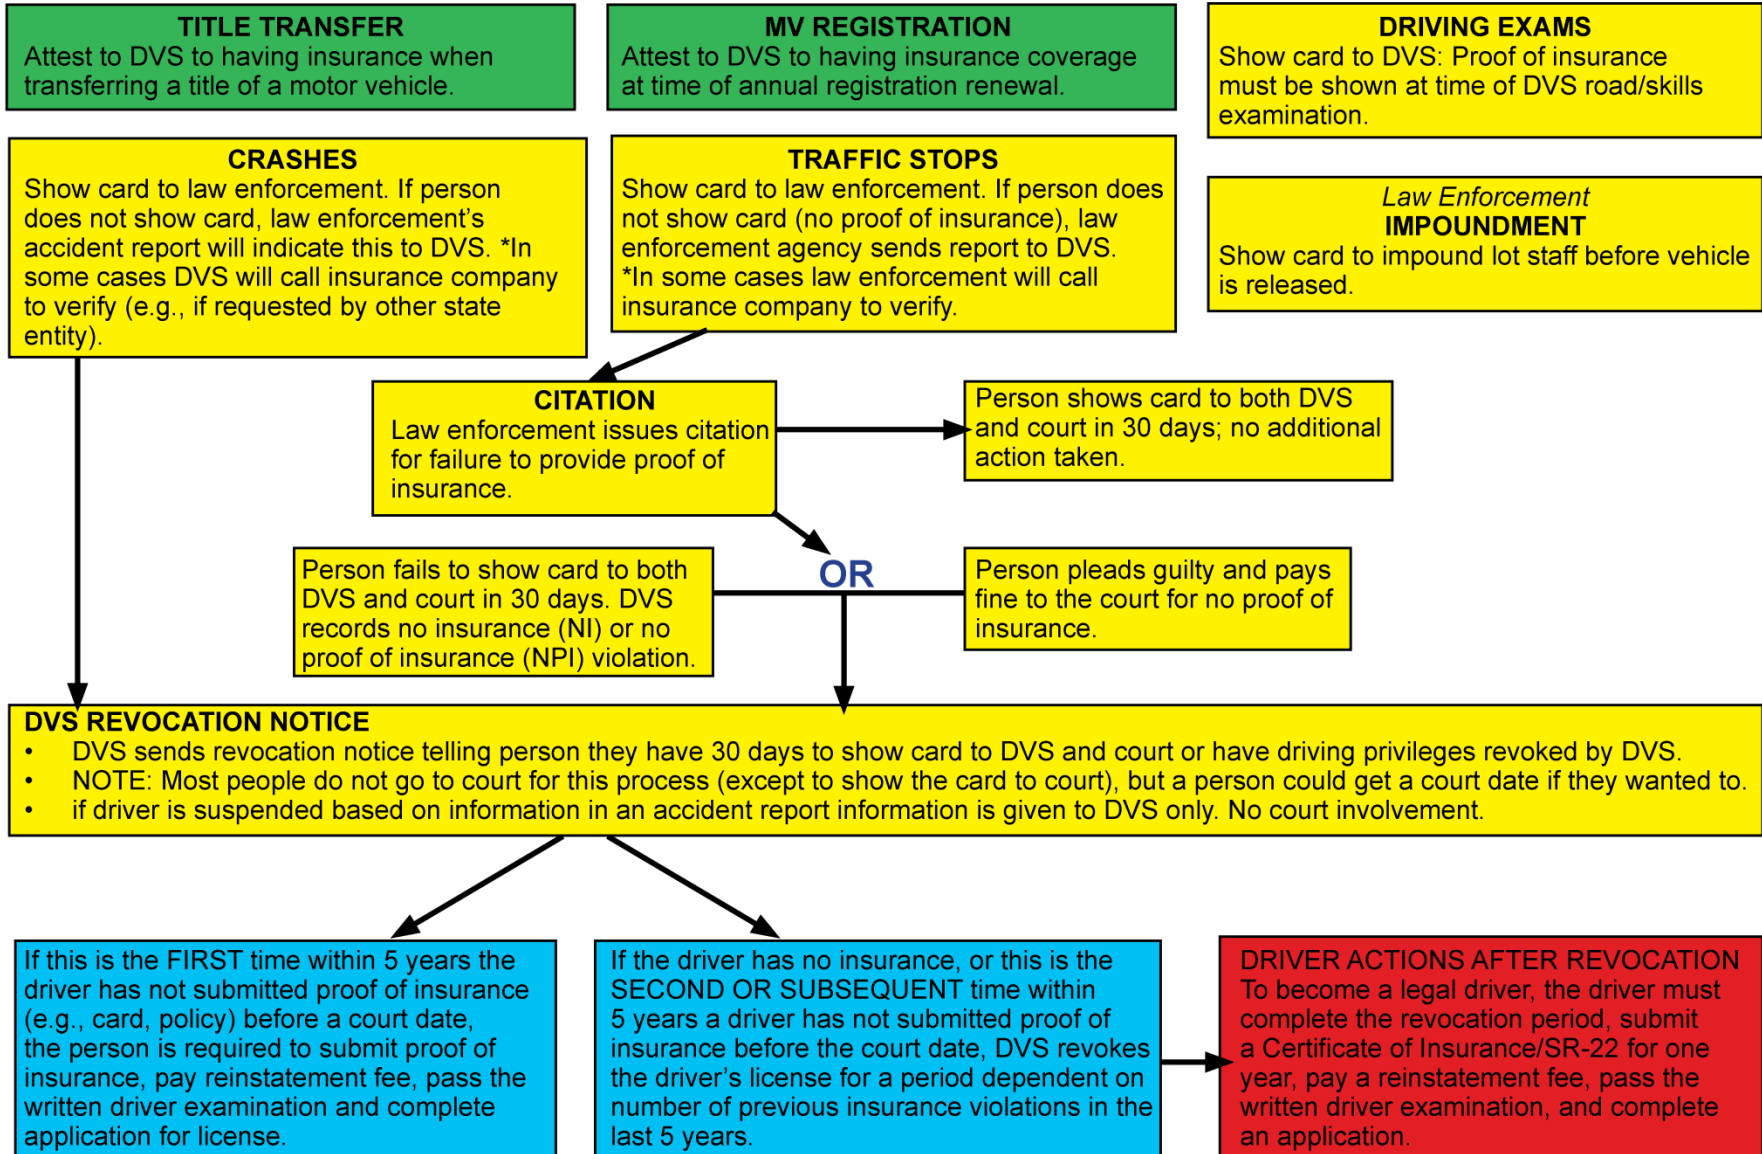 TITLE TRANSFER
Attest to DVS to having insurance when
transferring a title of a motor vehicle.
MV REGISTRATION
Attest to DVS to having insurance coverage
at time of annual registration renewal.
DRIVING EXAMS
Show card to DVS: Proof of insurance
must be shown at time of DVS road/skills
examination.
CRASHES
Show card to law enforcement. If person
does not show card, law enforcement's
accident report will indicate this to DVS. *In
some cases DVS will call insurance company
to verify (e.g., if requested by other state
entity).
TRAFFIC STOPS
Show card to law enforcement. If person does
not show card (no proof of insurance), law
enforcement agency sends report to DVS.
*In some cases law enforcement will call
insurance company to verify.
Law Enforcement
IMPOUNDMENT
Show card to impound lot staff before vehicle
is released.
CITATION
Law enforcement issues citation
for failure to provide proof of
insurance.
Person shows card to both DVS
and court in 30 days; no additional
action taken.
Person fails to show card to both
DVS and court in 30 days. DVS
records no insurance (NI) or no
proof of insurance (NPI) violation.
OR
Person pleads guilty and pays
fine to the court for no proof of
insurance.
DVS REVOCATION NOTICE
• DVS sends revocation notice telling person they have 30 days to show card to DVS and court or have driving privileges revoked by DVS.
• NOTE: Most people do not go to court for this process (except to show the card to court), but a person could get a court date if they wanted to.
• if driver is suspended based on information in an accident report information is given to DVS only. No court involvement.
If this is the FIRST time within 5 years the
driver has not submitted proof of insurance
(e.g., card, policy) before a court date,
the person is required to submit proof of
insurance, pay reinstatement fee, pass the
written driver examination and complete
application for license.
If the driver has no insurance, or this is the
SECOND OR SUBSEQUENT time within
5 years a driver has not submitted proof of
insurance before the court date, DVS revokes
the driver's license for a period dependent on
number of previous insurance violations in the
last 5 years.
DRIVER ACTIONS AFTER REVOCATION
To become a legal driver, the driver must
complete the revocation period, submit
a Certificate of Insurance/SR-22 for one
year, pay a reinstatement fee, pass the
written driver examination, and complete
an application.